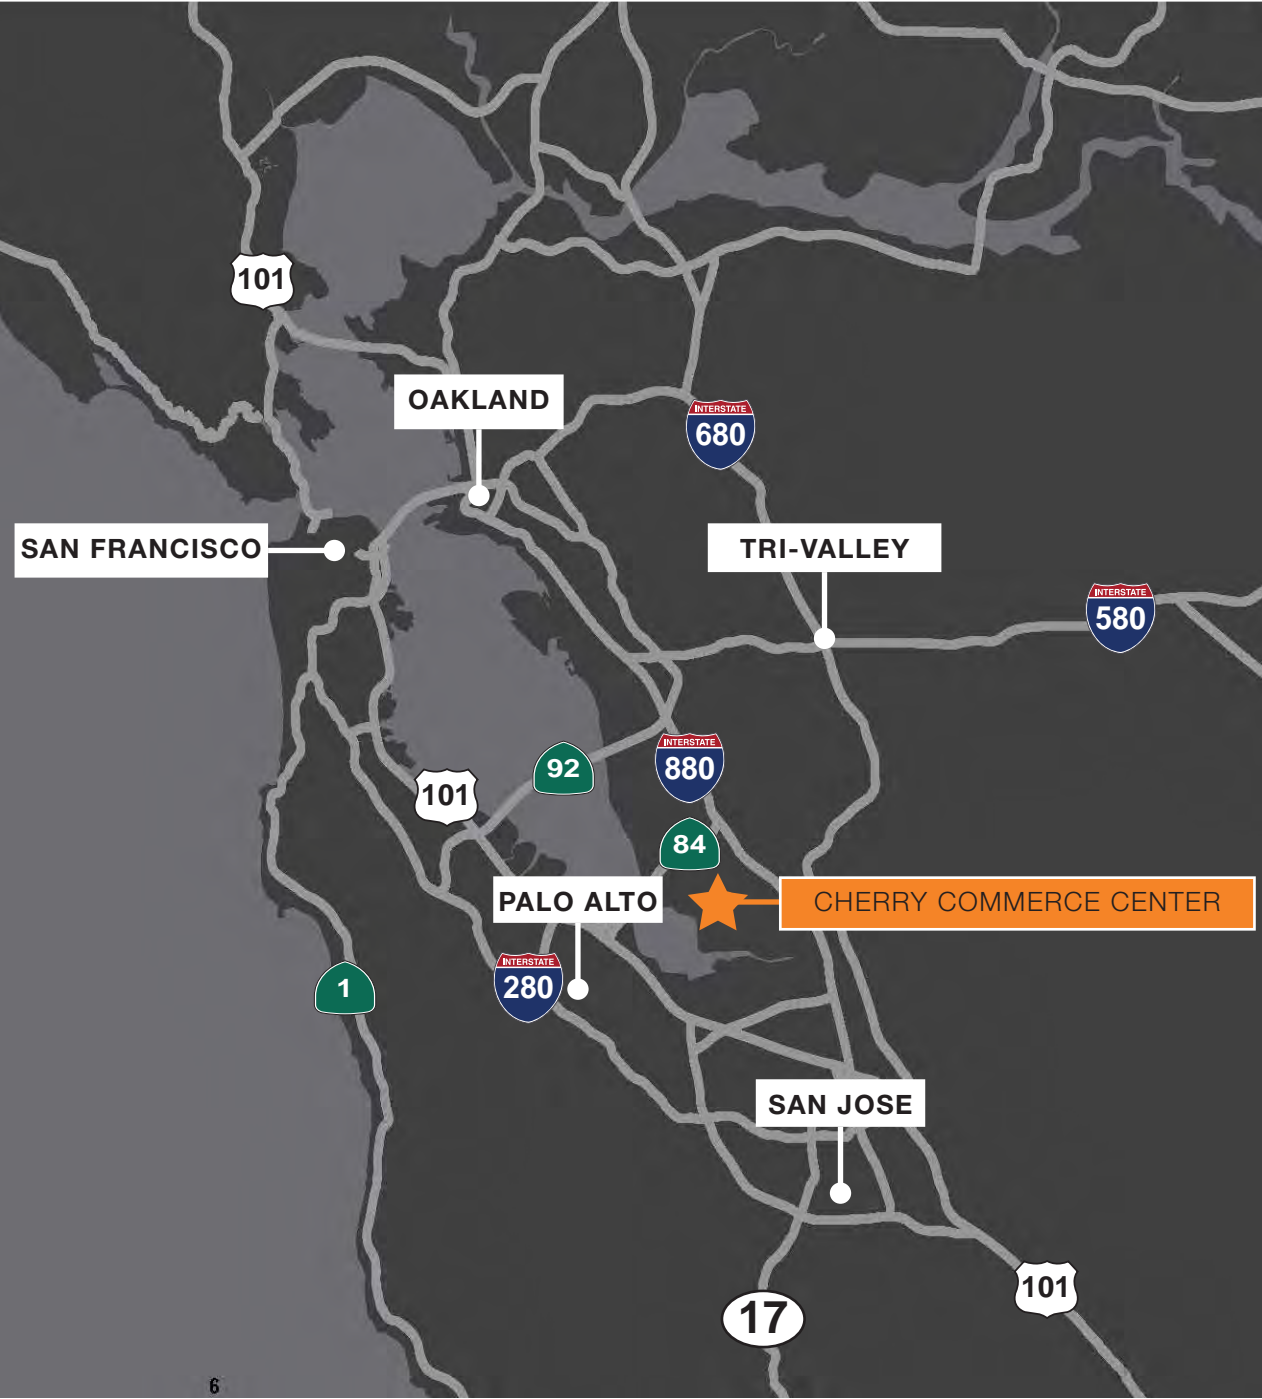 101
OAKLAND
INTERSTATE
680
SAN FRANCISCO
TRI-VALLEY
INTERSTATE
580
92
INTERSTATE
880
101
84
PALO ALTO
CHERRY COMMERCE CENTER
INTERSTATE
280
1
SAN JOSE
101
17
6